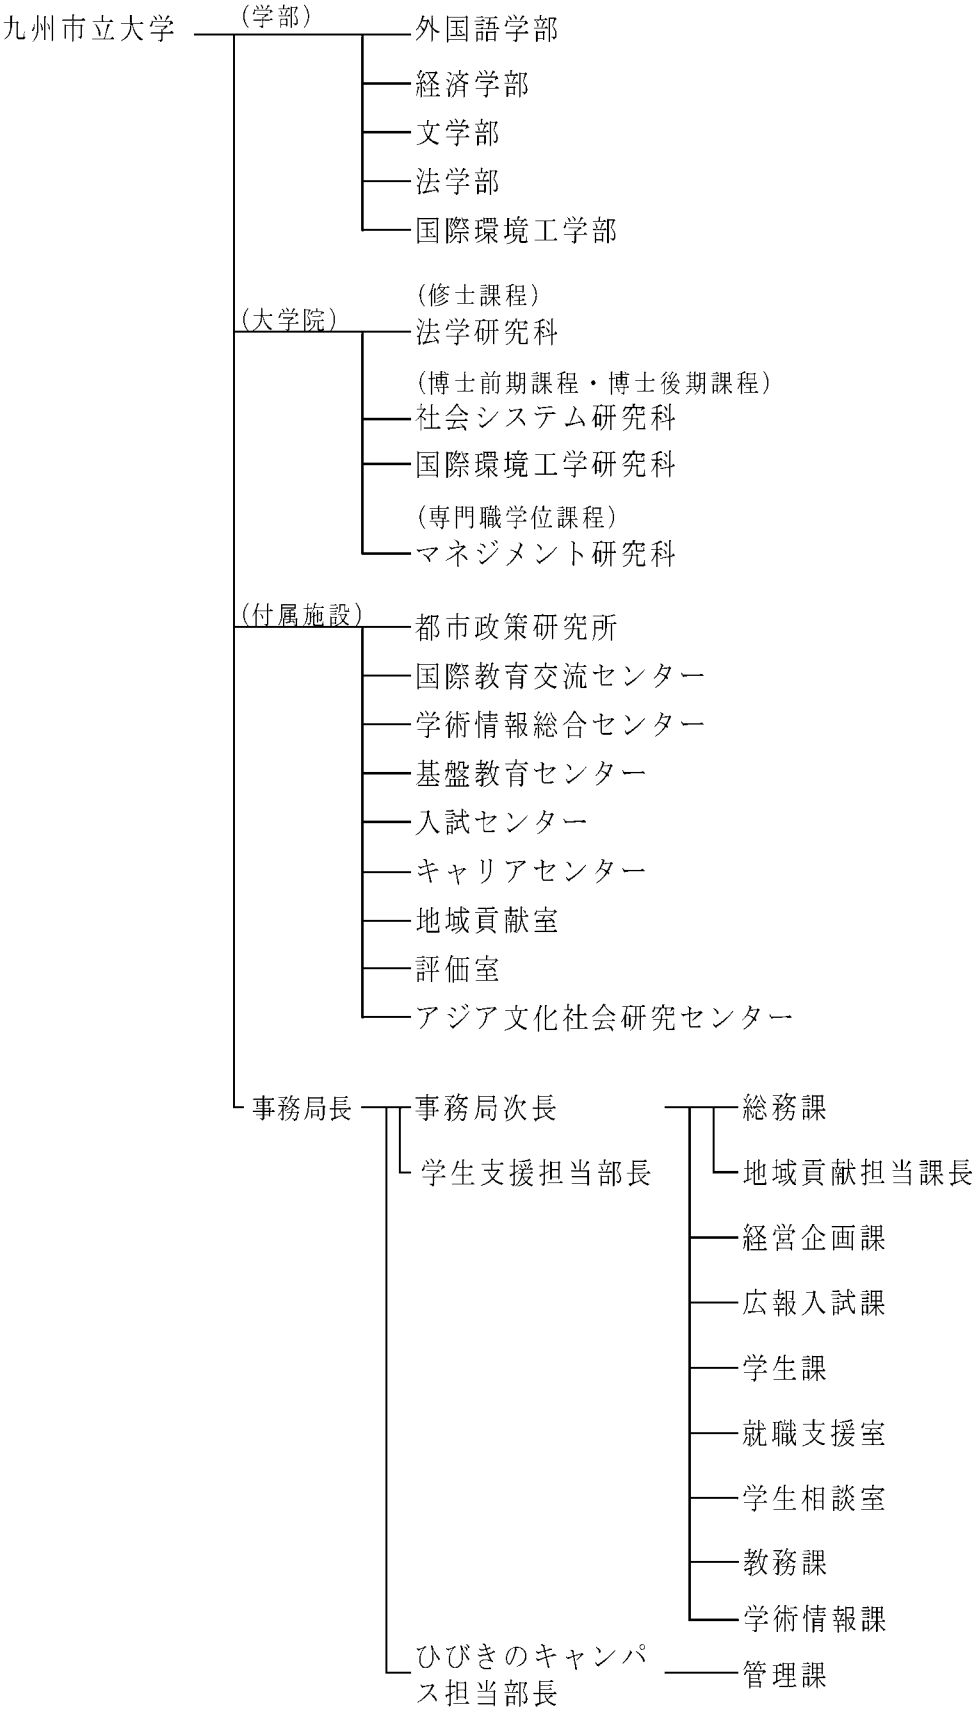 九州市立大学
(学部)
外国語学部
経済学部
文学部
法学部
国際環境工学部
(大学院)
(修士課程)
法学研究科
(博士前期課程・博士後期課程)
社会システム研究科
国際環境工学研究科
(専門職学位課程)
マネジメント研究科
(付属施設)
都市政策研究所
国際教育交流センター
学術情報総合センター
基盤教育センター
入試センター
キャリアセンター
地域貢献室
評価室
アジア文化社会研究センター
事務局長
事務局次長
総務課
学生支援担当部長
地域貢献担当課長
経営企画課
広報入試課
学生課
就職支援室
学生相談室
教務課
学術情報課
ひびきのキャンパ
ス担当部長
管理課